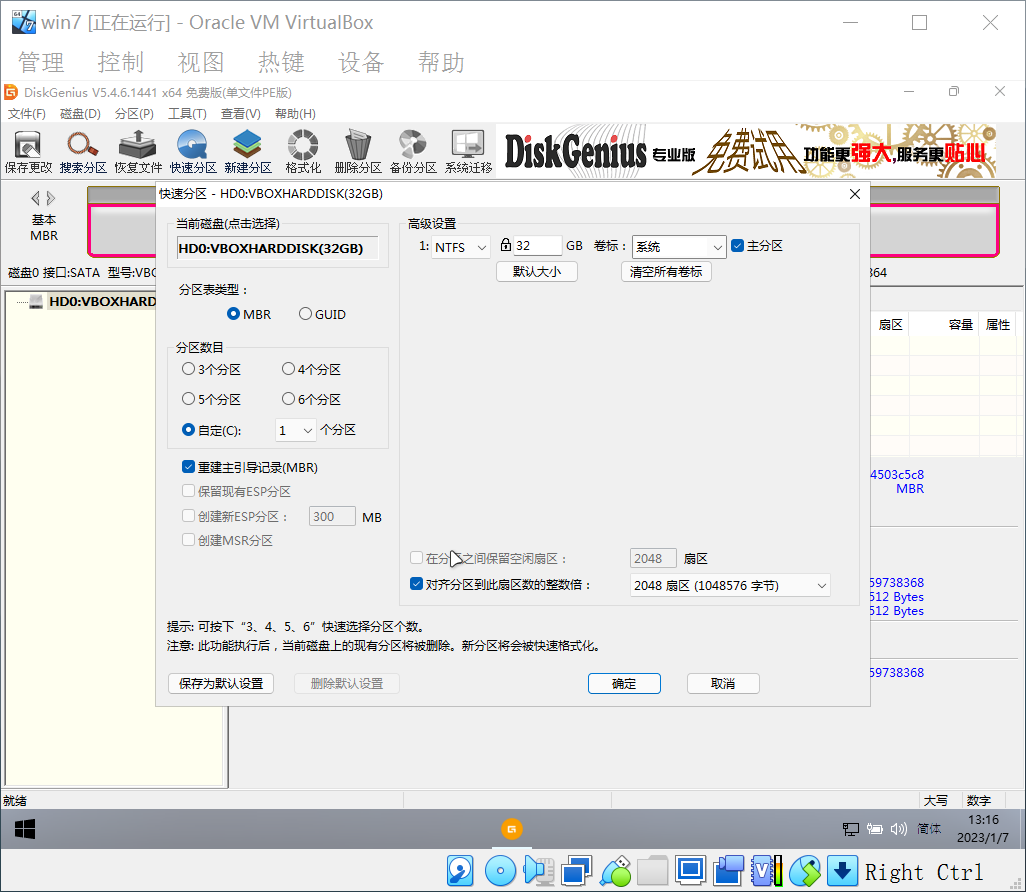 win7 [正在运行] - Oracle VM VirtualBox
管理 控制 视图 热键 设备 帮助
DiskGenius V5.4.6.1441 x64 免费版(单文件PE版)
文件(F) 磁盘(D) 分区(P) 工具(T) 查看(V) 帮助(H)
保存更改 搜索分区 恢复文件 快速分区 新建分区 格式化 删除分区 备份分区 系统迁移
DiskGenius 专业版 免费试用 功能更强大,服务更贴心
基本
MBR
磁盘0 接口:SATA 型号:VBO
364
HD0:VBOXHARD
快速分区 - HD0:VBOXHARDDISK(32GB)
当前磁盘(点击选择)
HD0:VBOXHARDDISK(32GB)
分区表类型：
MBR GUID
分区数目
3个分区 4个分区
5个分区 6个分区
自定(C): 1 个分区
重建主引导记录(MBR)
保留现有ESP分区
创建新ESP分区： 300 MB
创建MSR分区
高级设置
1: NTFS 32 GB 卷标： 系统 主分区
默认大小 清空所有卷标
在分 之间保留空闲扇区： 2048 扇区
对齐分区到此扇区数的整数倍： 2048 扇区 (1048576 字节)
提示: 可按下“3、4、5、6”快速选择分区个数。
注意: 此功能执行后，当前磁盘上的现有分区将被删除。新分区将会被快速格式化。
保存为默认设置 删除默认设置 确定 取消
扇区 容量 属性
4503c5c8
MBR
59738368
512 Bytes
512 Bytes
59738368
就绪 大写 数字
简体 13:16
2023/1/7
Right Ctrl